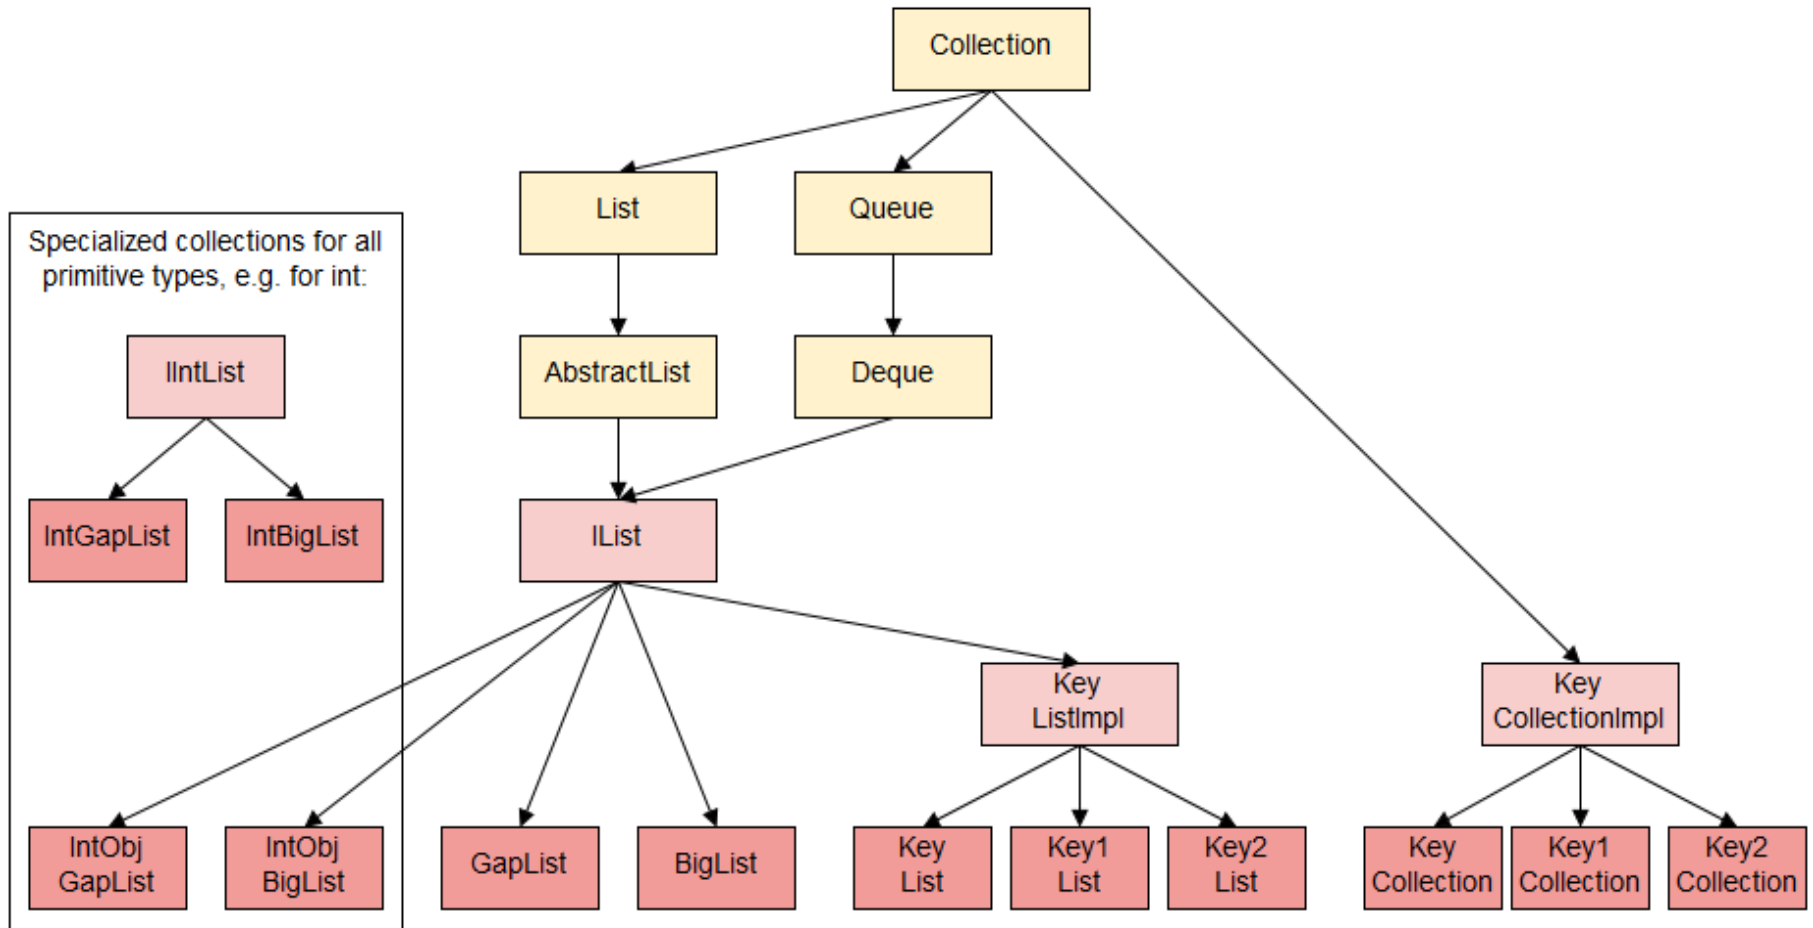 Collection
List
Queue
Specialized collections for all
primitive types, e.g. for int:
IIntList
AbstractList
Deque
IntGapList
IntBigList
IList
Key
ListImpl
Key
CollectionImpl
IntObj
GapList
IntObj
BigList
GapList
BigList
Key
List
Key1
List
Key2
List
Key
Collection
Key1
Collection
Key2
Collection